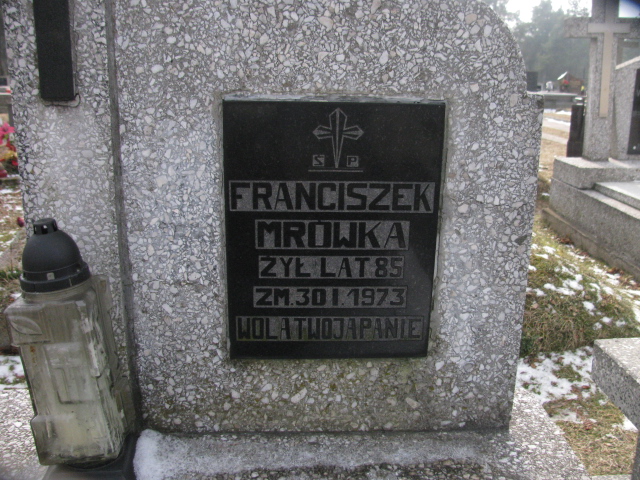 S P
FRANCISZEK
MRÓWKA
ŻYŁ LAT 85
ZM. 30 I. 1973
WOLA TWOJA PANIE